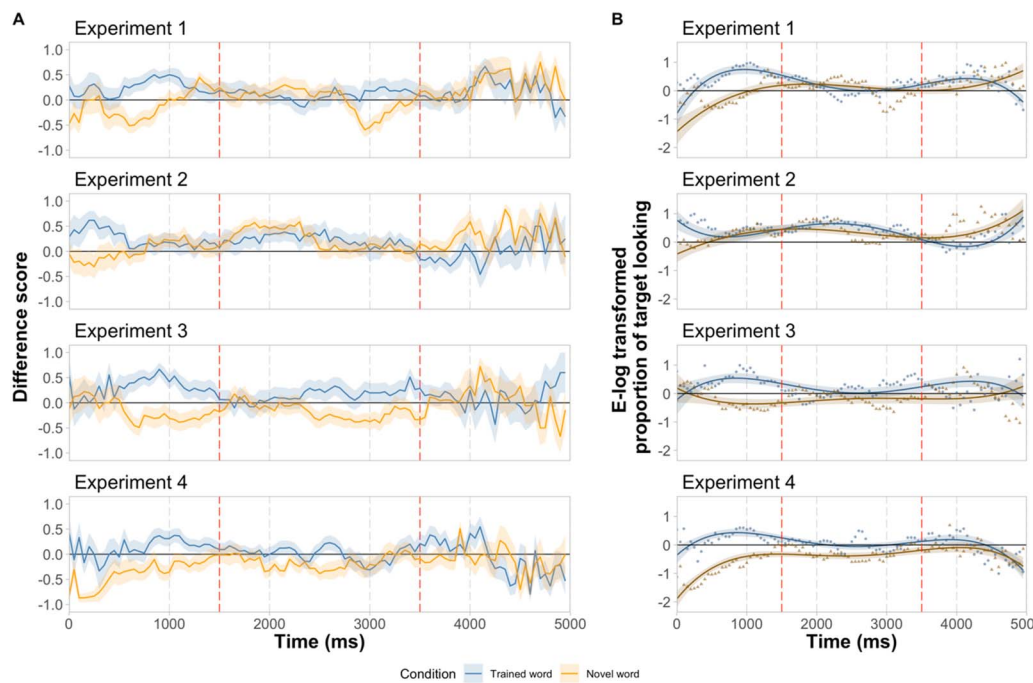 A
Experiment 1
1.0
0.5
0.0
-0.5
-1.0
Experiment 2
1.0
0.5
0.0
-0.5
-1.0
Experiment 3
1.0
0.5
0.0
-0.5
-1.0
Experiment 4
1.0
0.5
0.0
-0.5
-1.0
Difference score
0 1000 2000 3000 4000 5000
Time (ms)
B
Experiment 1
1
0
-1
-2
Experiment 2
1
0
-1
-2
Experiment 3
1
0
-1
-2
Experiment 4
1
0
-1
-2
E-log transformed
proportion of target looking
0 1000 2000 3000 4000 5000
Time (ms)
Condition Trained word Novel word